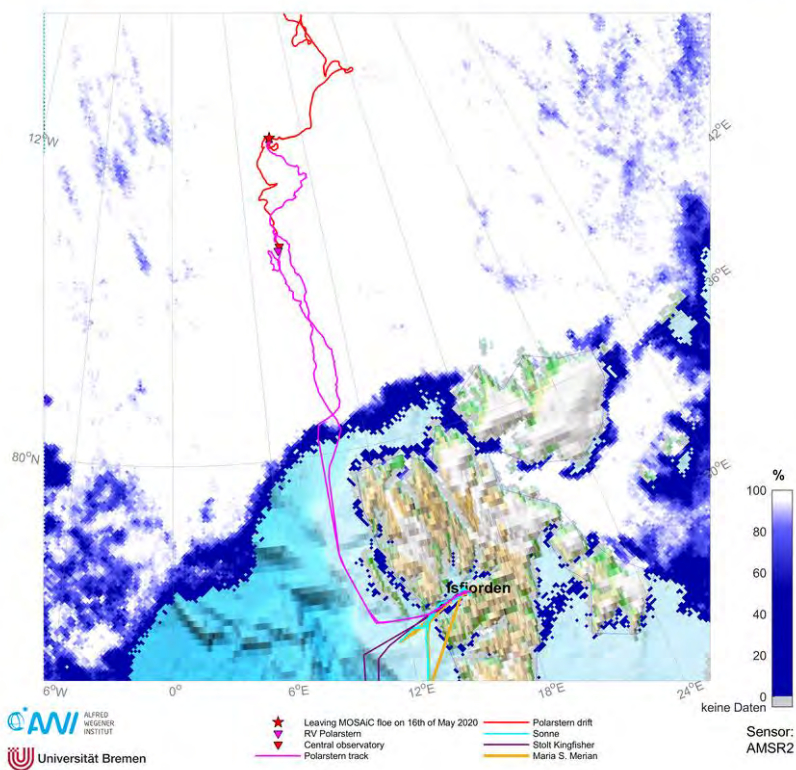 12°W
42°E
36°E
30°E
80°N
Isfjorden
%
100
80
60
40
20
0
keine Daten
6°W
0°
6°E
12°E
18°E
24°E
Sensor:
AMSR2
AWI
ALFRED
WEGENER
INSTITUT
Universität Bremen
Leaving MOSAiC floe on 16th of May 2020
RV Polarstern
Central observatory
Polarstern track
Polarstern drift
Sonne
Stolt Kingfisher
Maria S. Merian